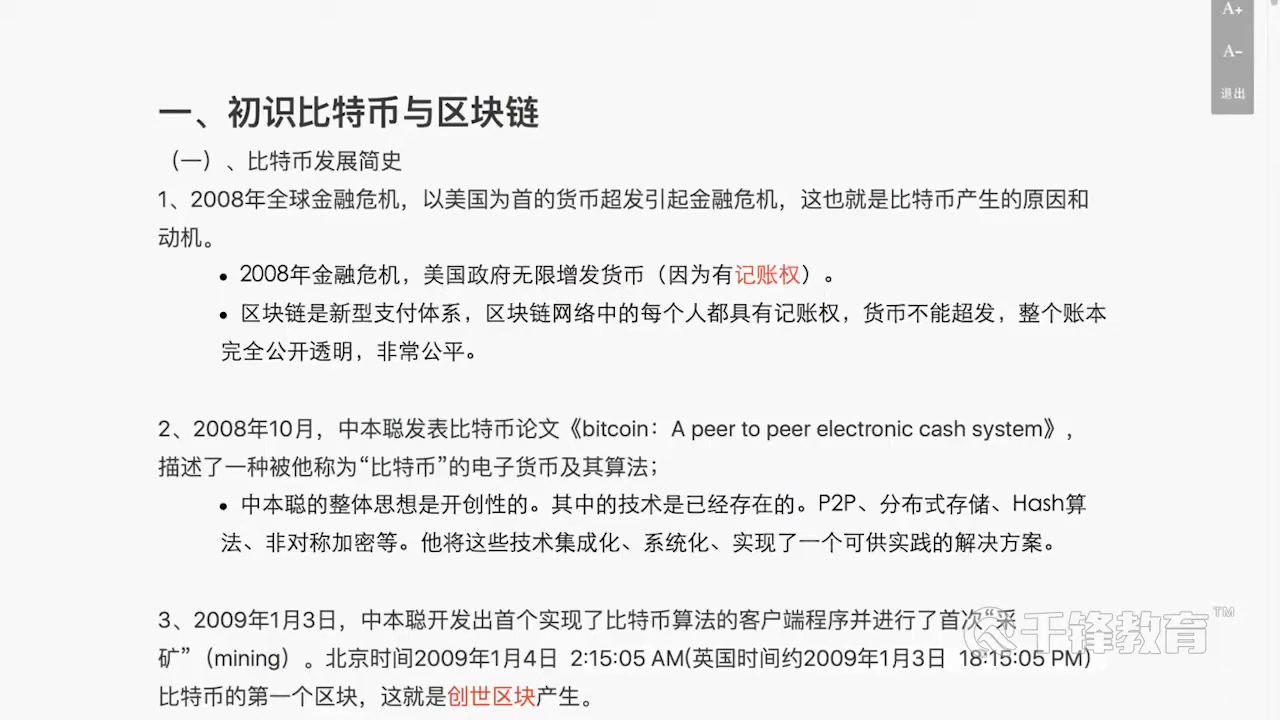 A+
A-
退出
一、初识比特币与区块链
（一）、比特币发展简史
1、2008年全球金融危机，以美国为首的货币超发引起金融危机，这也就是比特币产生的原因和
动机。
• 2008年金融危机，美国政府无限增发货币（因为有记账权）。
• 区块链是新型支付体系，区块链网络中的每个人都具有记账权，货币不能超发，整个账本
完全公开透明，非常公平。
2、2008年10月，中本聪发表比特币论文《bitcoin：A peer to peer electronic cash system》，
描述了一种被他称为“比特币”的电子货币及其算法；
• 中本聪的整体思想是开创性的。其中的技术是已经存在的。P2P、分布式存储、Hash算
法、非对称加密等。他将这些技术集成化、系统化、实现了一个可供实践的解决方案。
3、2009年1月3日，中本聪开发出首个实现了比特币算法的客户端程序并进行了首次“采
矿”（mining）。北京时间2009年1月4日 2:15:05 AM(英国时间约2009年1月3日 18:15:05 PM)
比特币的第一个区块，这就是创世区块产生。
千锋教育™